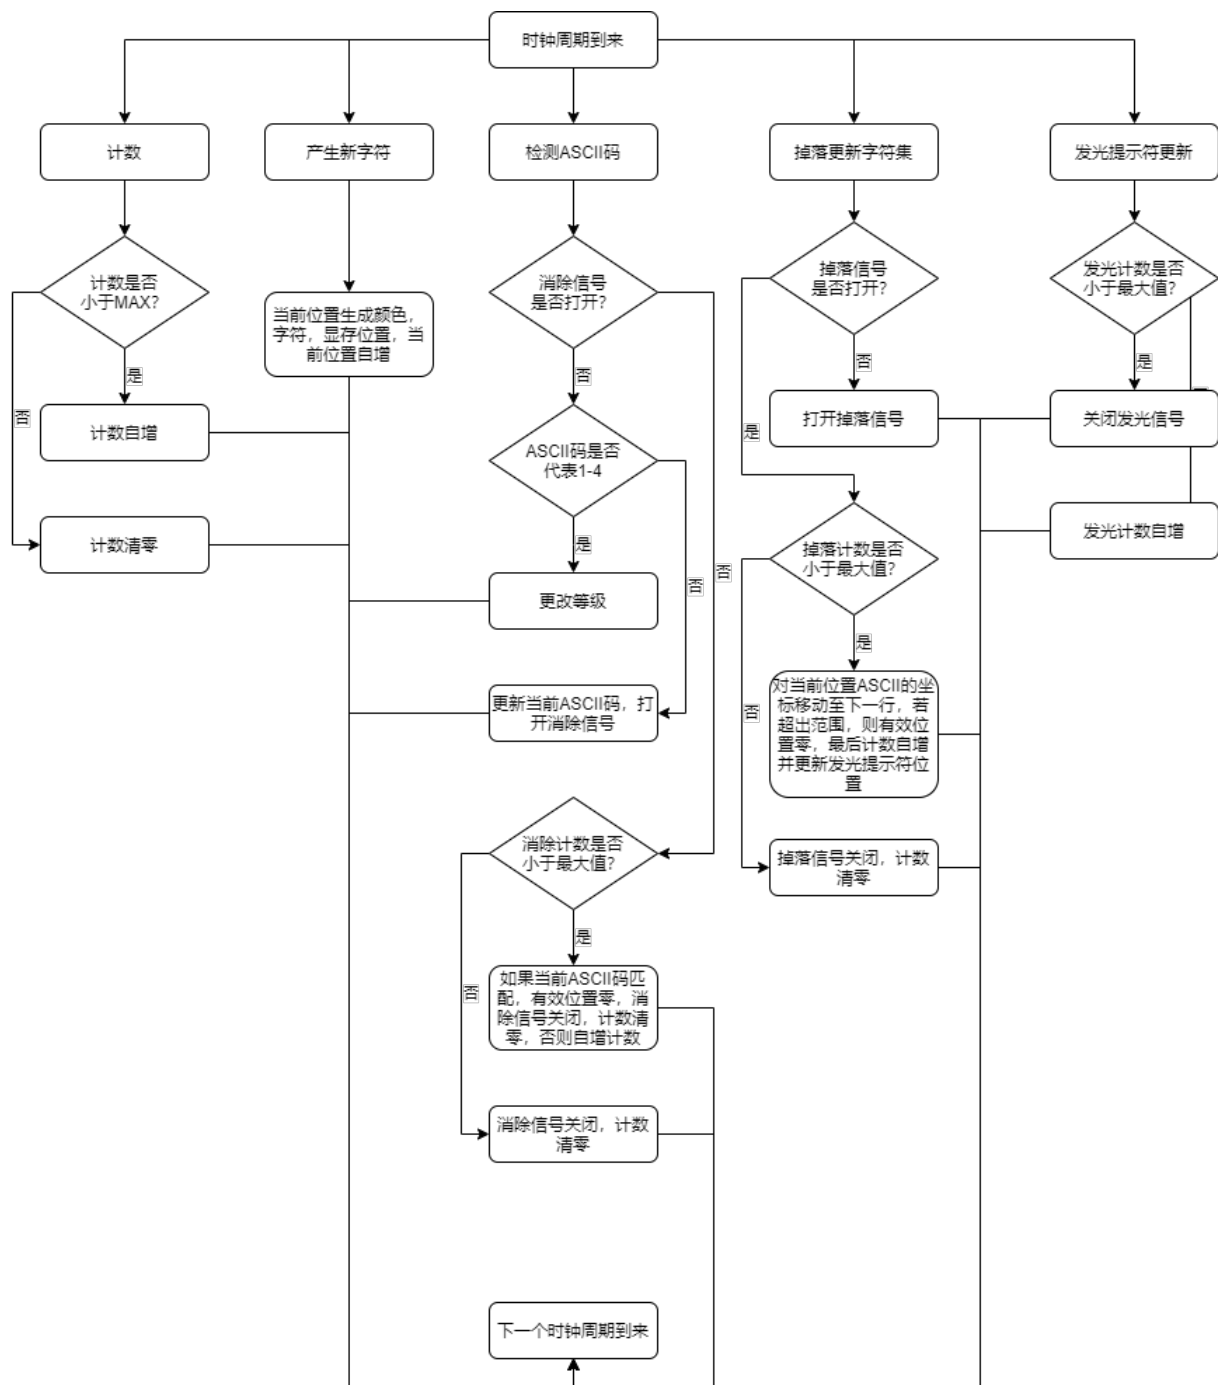 时钟周期到来
计数
产生新字符
检测ASCII码
掉落更新字符集
发光提示符更新
计数是否
小于MAX？
消除信号
是否打开？
掉落信号
是否打开？
发光计数是否
小于最大值？
当前位置生成颜色，
字符，显存位置，当
前位置自增
是
否
否
是
否
计数自增
打开掉落信号
关闭发光信号
是
ASCII码是否
代表1-4
计数清零
发光计数自增
是
掉落计数是否
小于最大值？
否
否
更改等级
是
更新当前ASCII码，打
开消除信号
对当前位置ASCII的坐
标移动至下一行，若
超出范围，则有效位
置零，最后计数自增
并更新发光提示符位
置
否
消除计数是否
小于最大值？
掉落信号关闭，计数
清零
是
否
如果当前ASCII码匹
配，有效位置零，消
除信号关闭，计数清
零，否则自增计数
消除信号关闭，计数
清零
下一个时钟周期到来